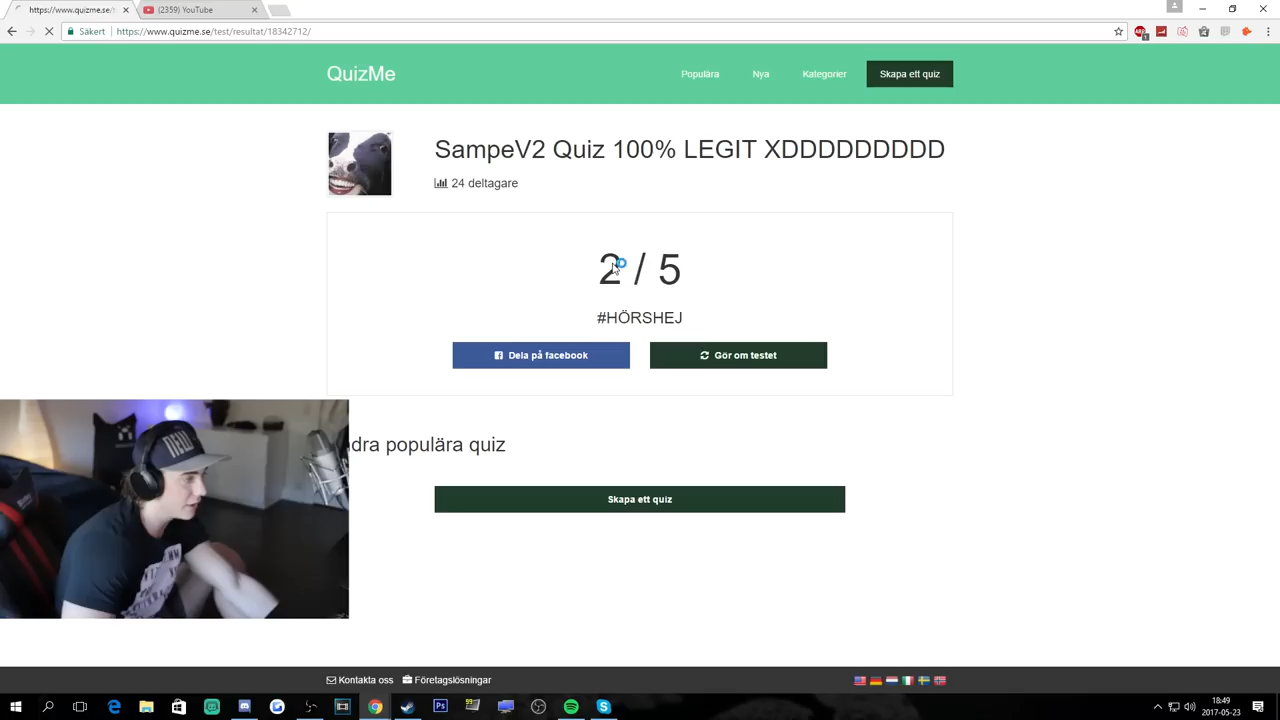 https://www.quizme.se/
(2359) YouTube
Säkert
https://www.quizme.se/test/resultat/18342712/
QuizMe
Populära
Nya
Kategorier
Skapa ett quiz
SampeV2 Quiz 100% LEGIT XDDDDDDDDD
24 deltagare
2 / 5
#HÖRSHEJ
Dela på facebook
Gör om testet
dra populära quiz
Skapa ett quiz
Kontakta oss
Företagslösningar
18:49
2017-05-23